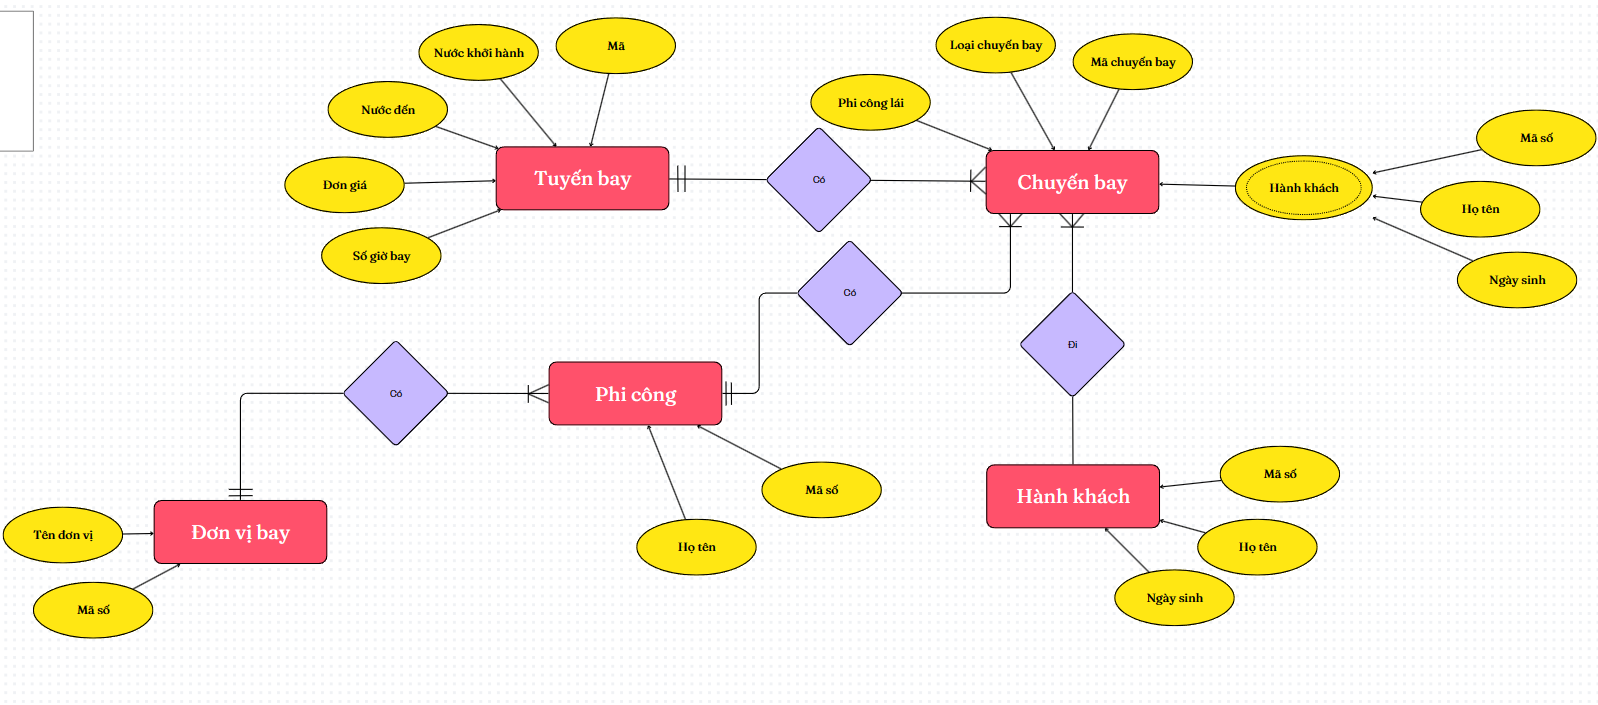 Nước khởi hành
Mã
Loại chuyến bay
Mã chuyến bay
Nước đến
Phi công lái
Mã số
Đơn giá
Tuyến bay
Có
Chuyến bay
Hành khách
Họ tên
Số giờ bay
Có
Ngày sinh
Đi
Có
Phi công
Mã số
Mã số
Hành khách
Tên đơn vị
Đơn vị bay
Họ tên
Họ tên
Mã số
Ngày sinh